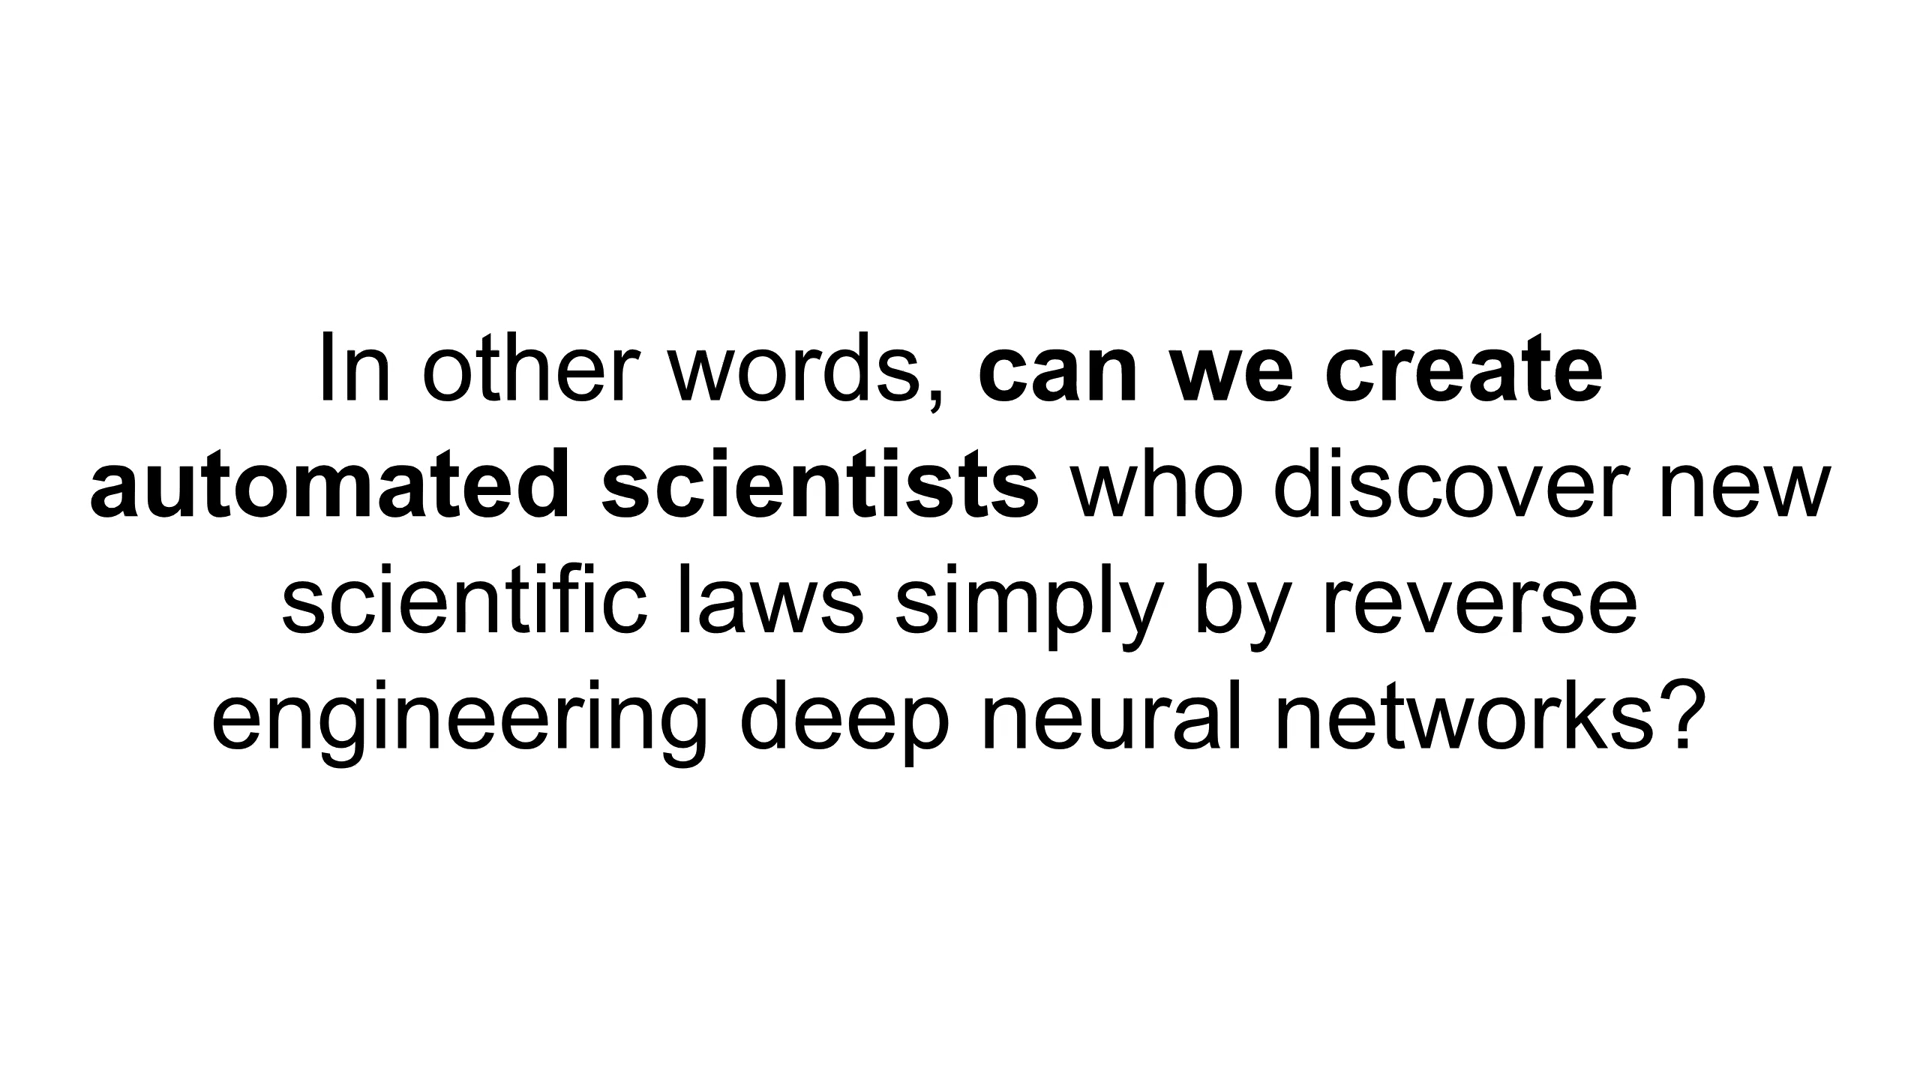 In other words, can we create
automated scientists who discover new
scientific laws simply by reverse
engineering deep neural networks?